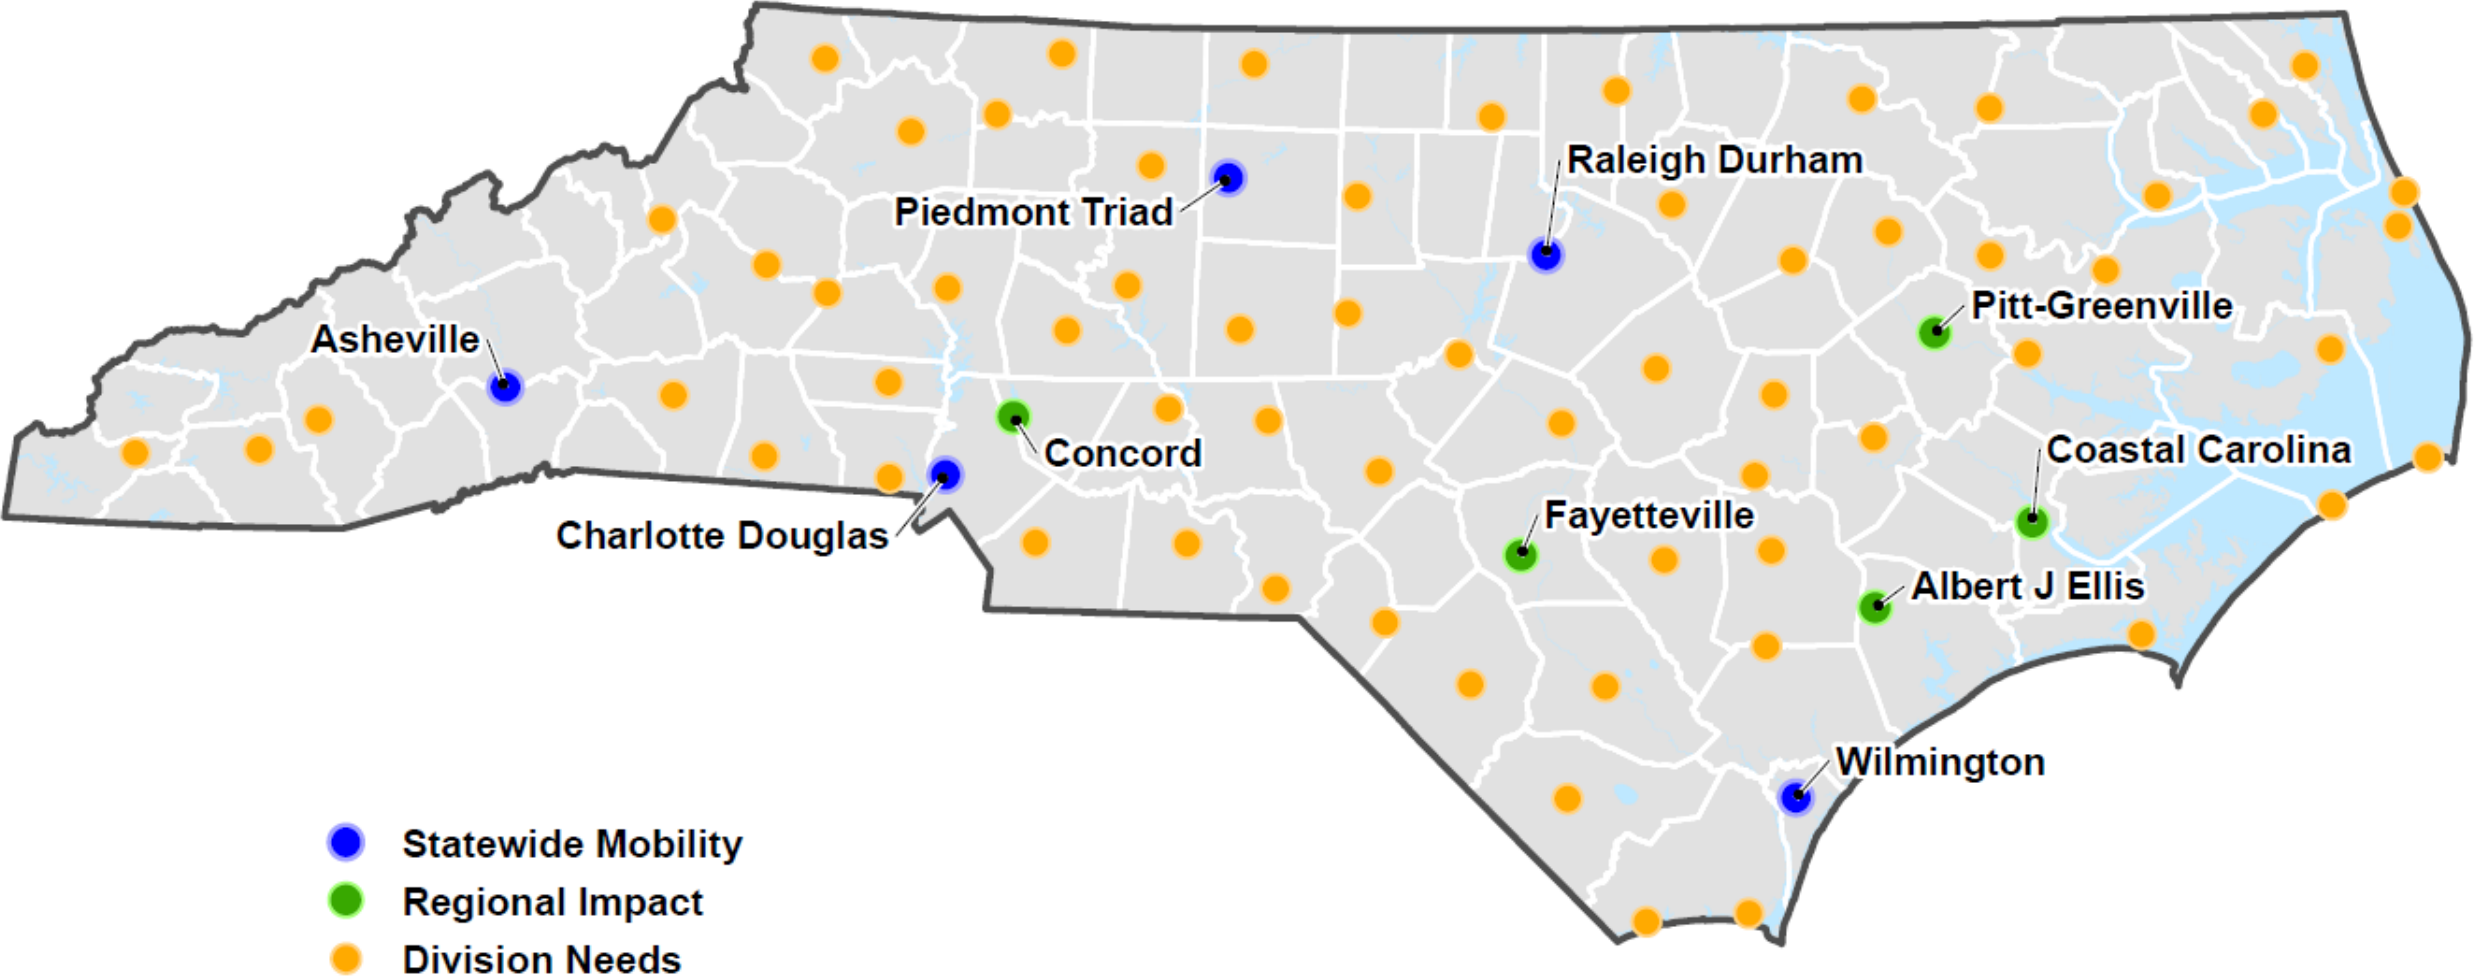 Raleigh Durham
Piedmont Triad
Pitt-Greenville
Asheville
Concord
Coastal Carolina
Charlotte Douglas
Fayetteville
Albert J Ellis
Wilmington
Statewide Mobility
Regional Impact
Division Needs